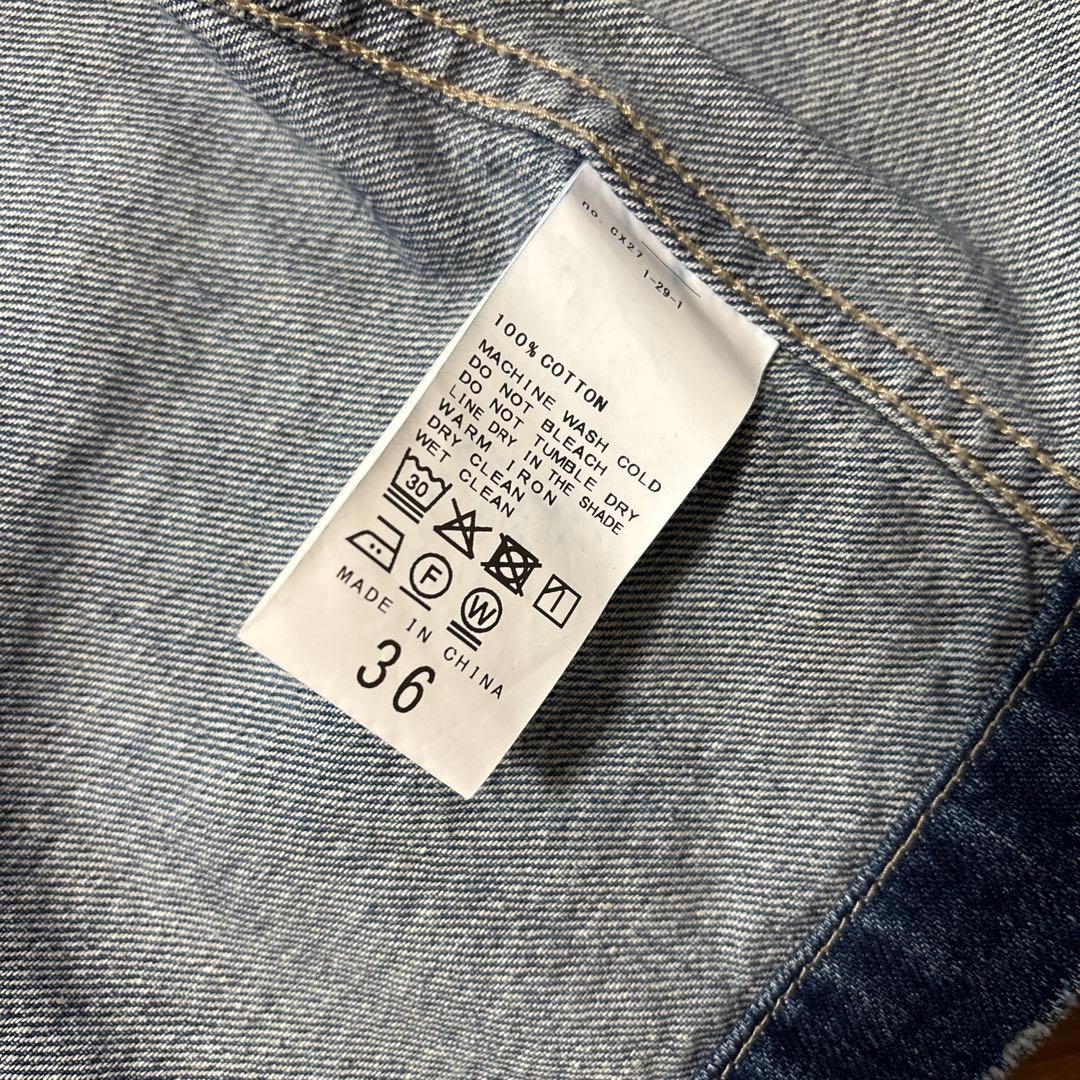 no. CX27
1-29-1
100% COTTON
MACHINE WASH COLD
DO NOT BLEACH
DO NOT TUMBLE DRY
LINE DRY IN THE SHADE
WARM IRON
DRY CLEAN
WET CLEAN
30
F
W
MADE IN CHINA
36